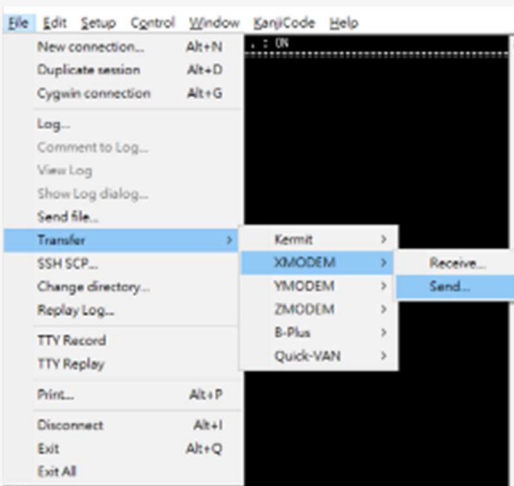 File Edit Setup Control Window KanjiCode Help
New connection... Alt+N
Duplicate session Alt+D
Cygwin connection Alt+G
. : ON
Log...
Comment to Log...
View Log
Show Log dialog...
Send file...
Transfer >
SSH SCP...
Change directory...
Replay Log...
TTY Record
TTY Replay
Print... Alt+P
Disconnect Alt+I
Exit Alt+Q
Exit All
Kermit >
XMODEM >
YMODEM >
ZMODEM >
B-Plus >
Quick-VAN >
Receive...
Send...